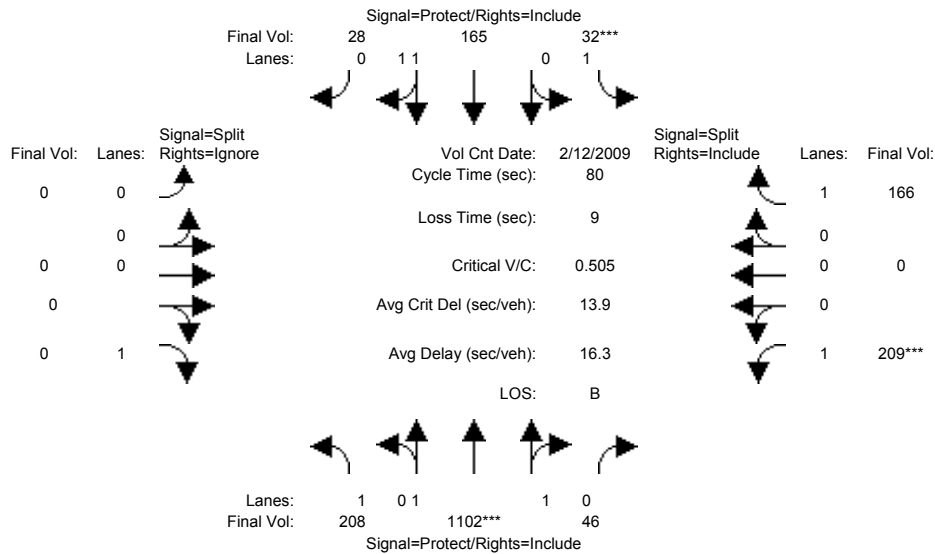 Signal=Protect/Rights=Include
Final Vol: 28 165 32***
Lanes: 0 1 1 0 1
Signal=Split Signal=Split
Final Vol: Lanes: Rights=Ignore Vol Cnt Date: 2/12/2009 Rights=Include Lanes: Final Vol:
Cycle Time (sec): 80
0 0 1 166
Loss Time (sec): 9
0 0
0 0 Critical V/C: 0.505 0 0
0 Avg Crit Del (sec/veh): 13.9 0
0 1 Avg Delay (sec/veh): 16.3 1 209***
LOS: B
Lanes: 1 0 1 1 0
Final Vol: 208 1102*** 46
Signal=Protect/Rights=Include